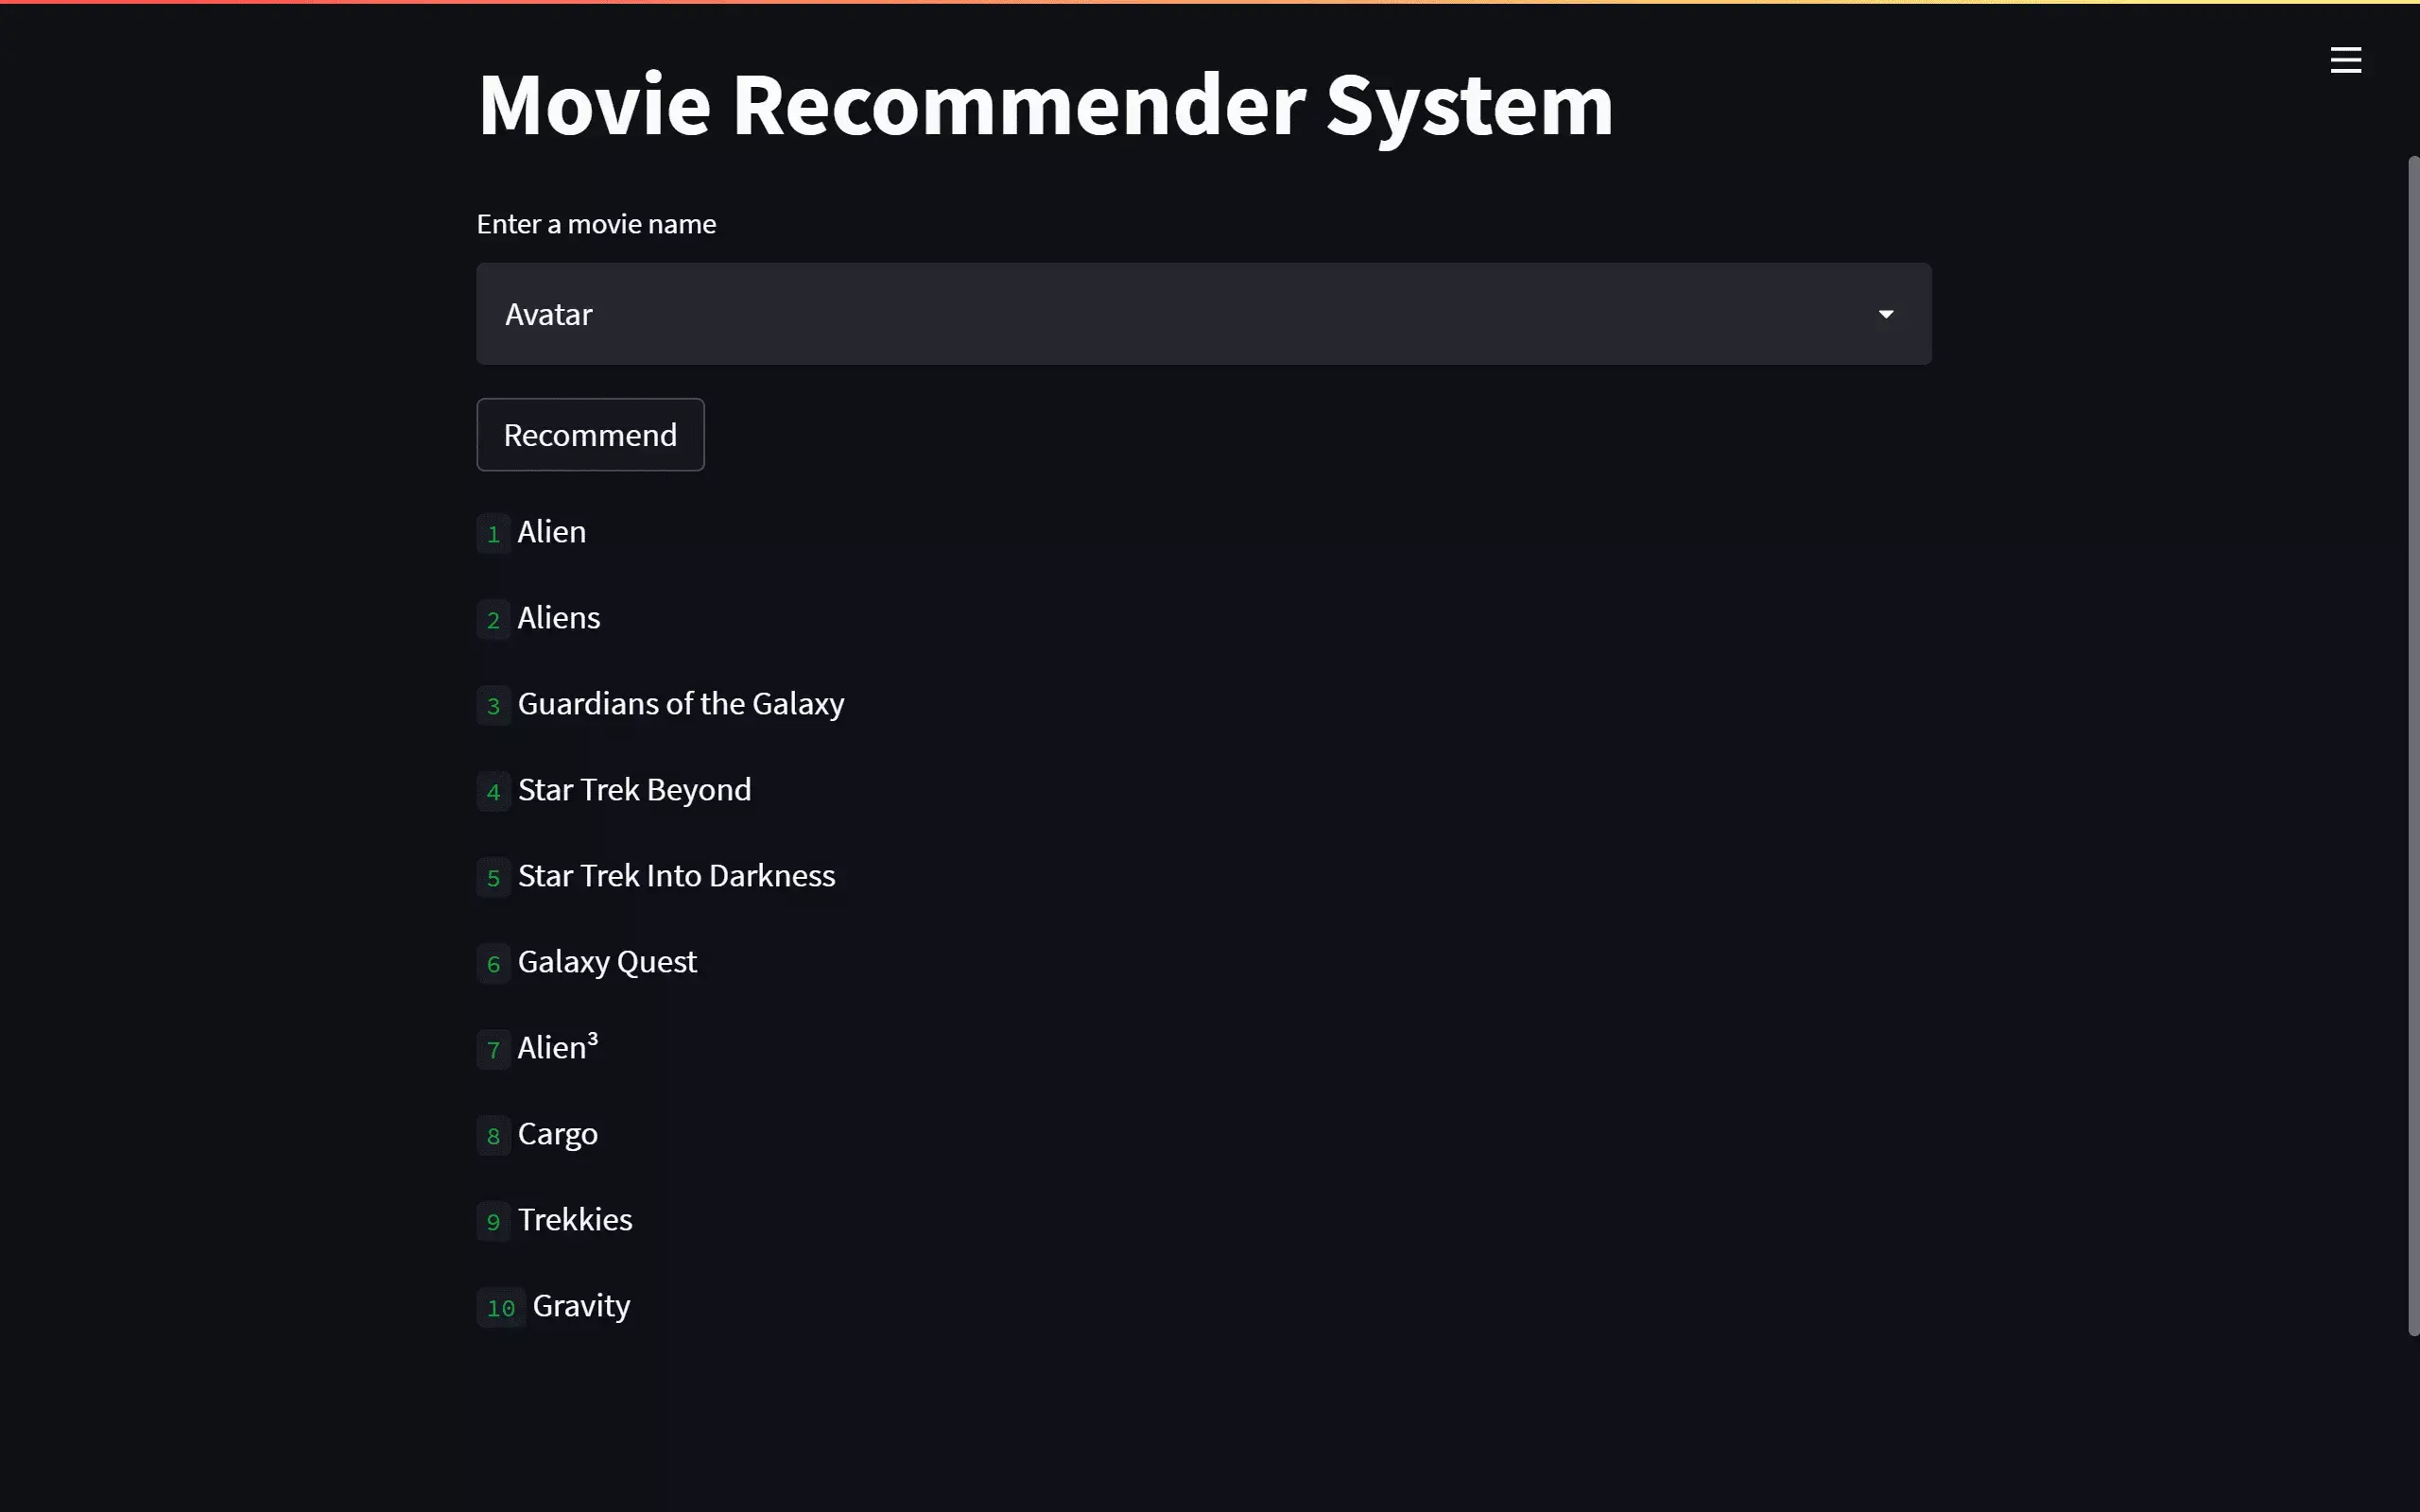 Movie Recommender System
Enter a movie name
Avatar
Recommend
1 Alien
2 Aliens
3 Guardians of the Galaxy
4 Star Trek Beyond
5 Star Trek Into Darkness
6 Galaxy Quest
7 Alien³
8 Cargo
9 Trekkies
10 Gravity